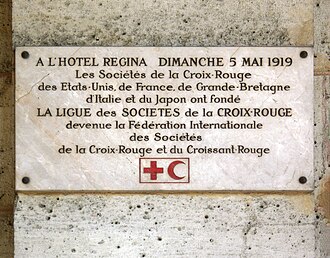 A L'HOTEL REGINA DIMANCHE 5 MAI 1919
Les Sociétés de la Croix-Rouge
des Etats-Unis, de France, de Grande-Bretagne
d'Italie et du Japon ont fondé
LA LIGUE des SOCIETES de la CROIX-ROUGE
devenue la Fédération Internationale
des Sociétés
de la Croix-Rouge et du Croissant-Rouge